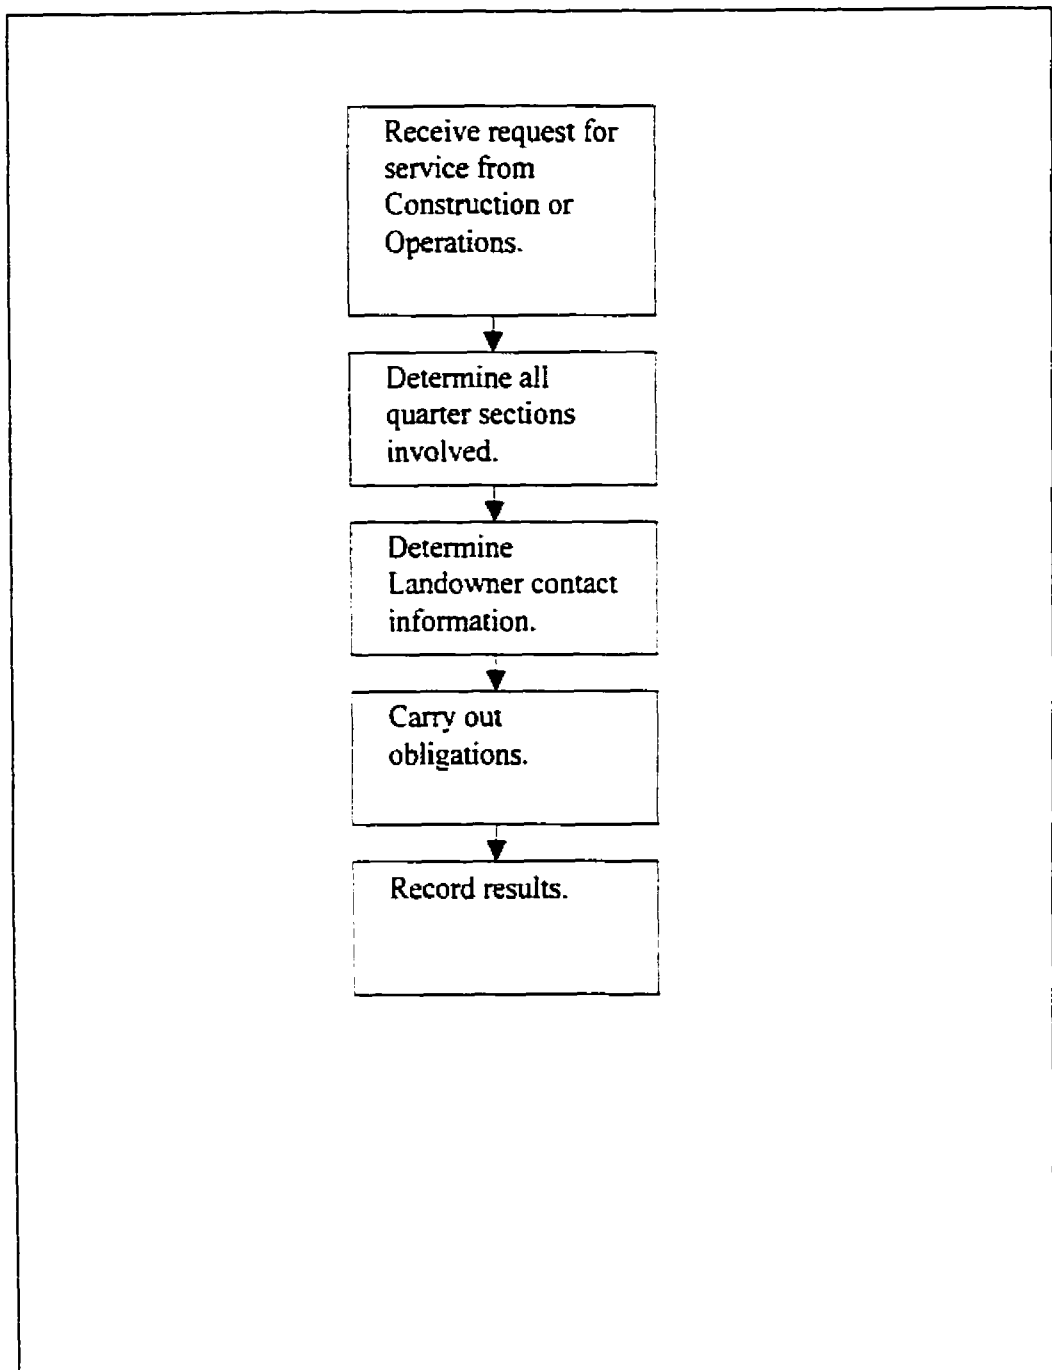 Receive request for
service from
Construction or
Operations.
Determine all
quarter sections
involved.
Determine
Landowner contact
information.
Carry out
obligations.
Record results.